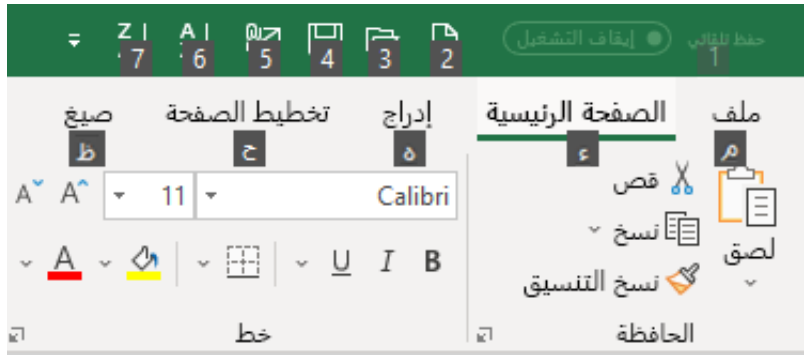 حفظ تلقائي إيقاف التشغيل
1 2 3 4 5 6 7
ملف الصفحة الرئيسية إدراج تخطيط الصفحة صيغ
م ء ه ح ظ
قص
Calibri 11 A A
نسخ
لصق
B I U A
نسخ التنسيق
الحافظة خط